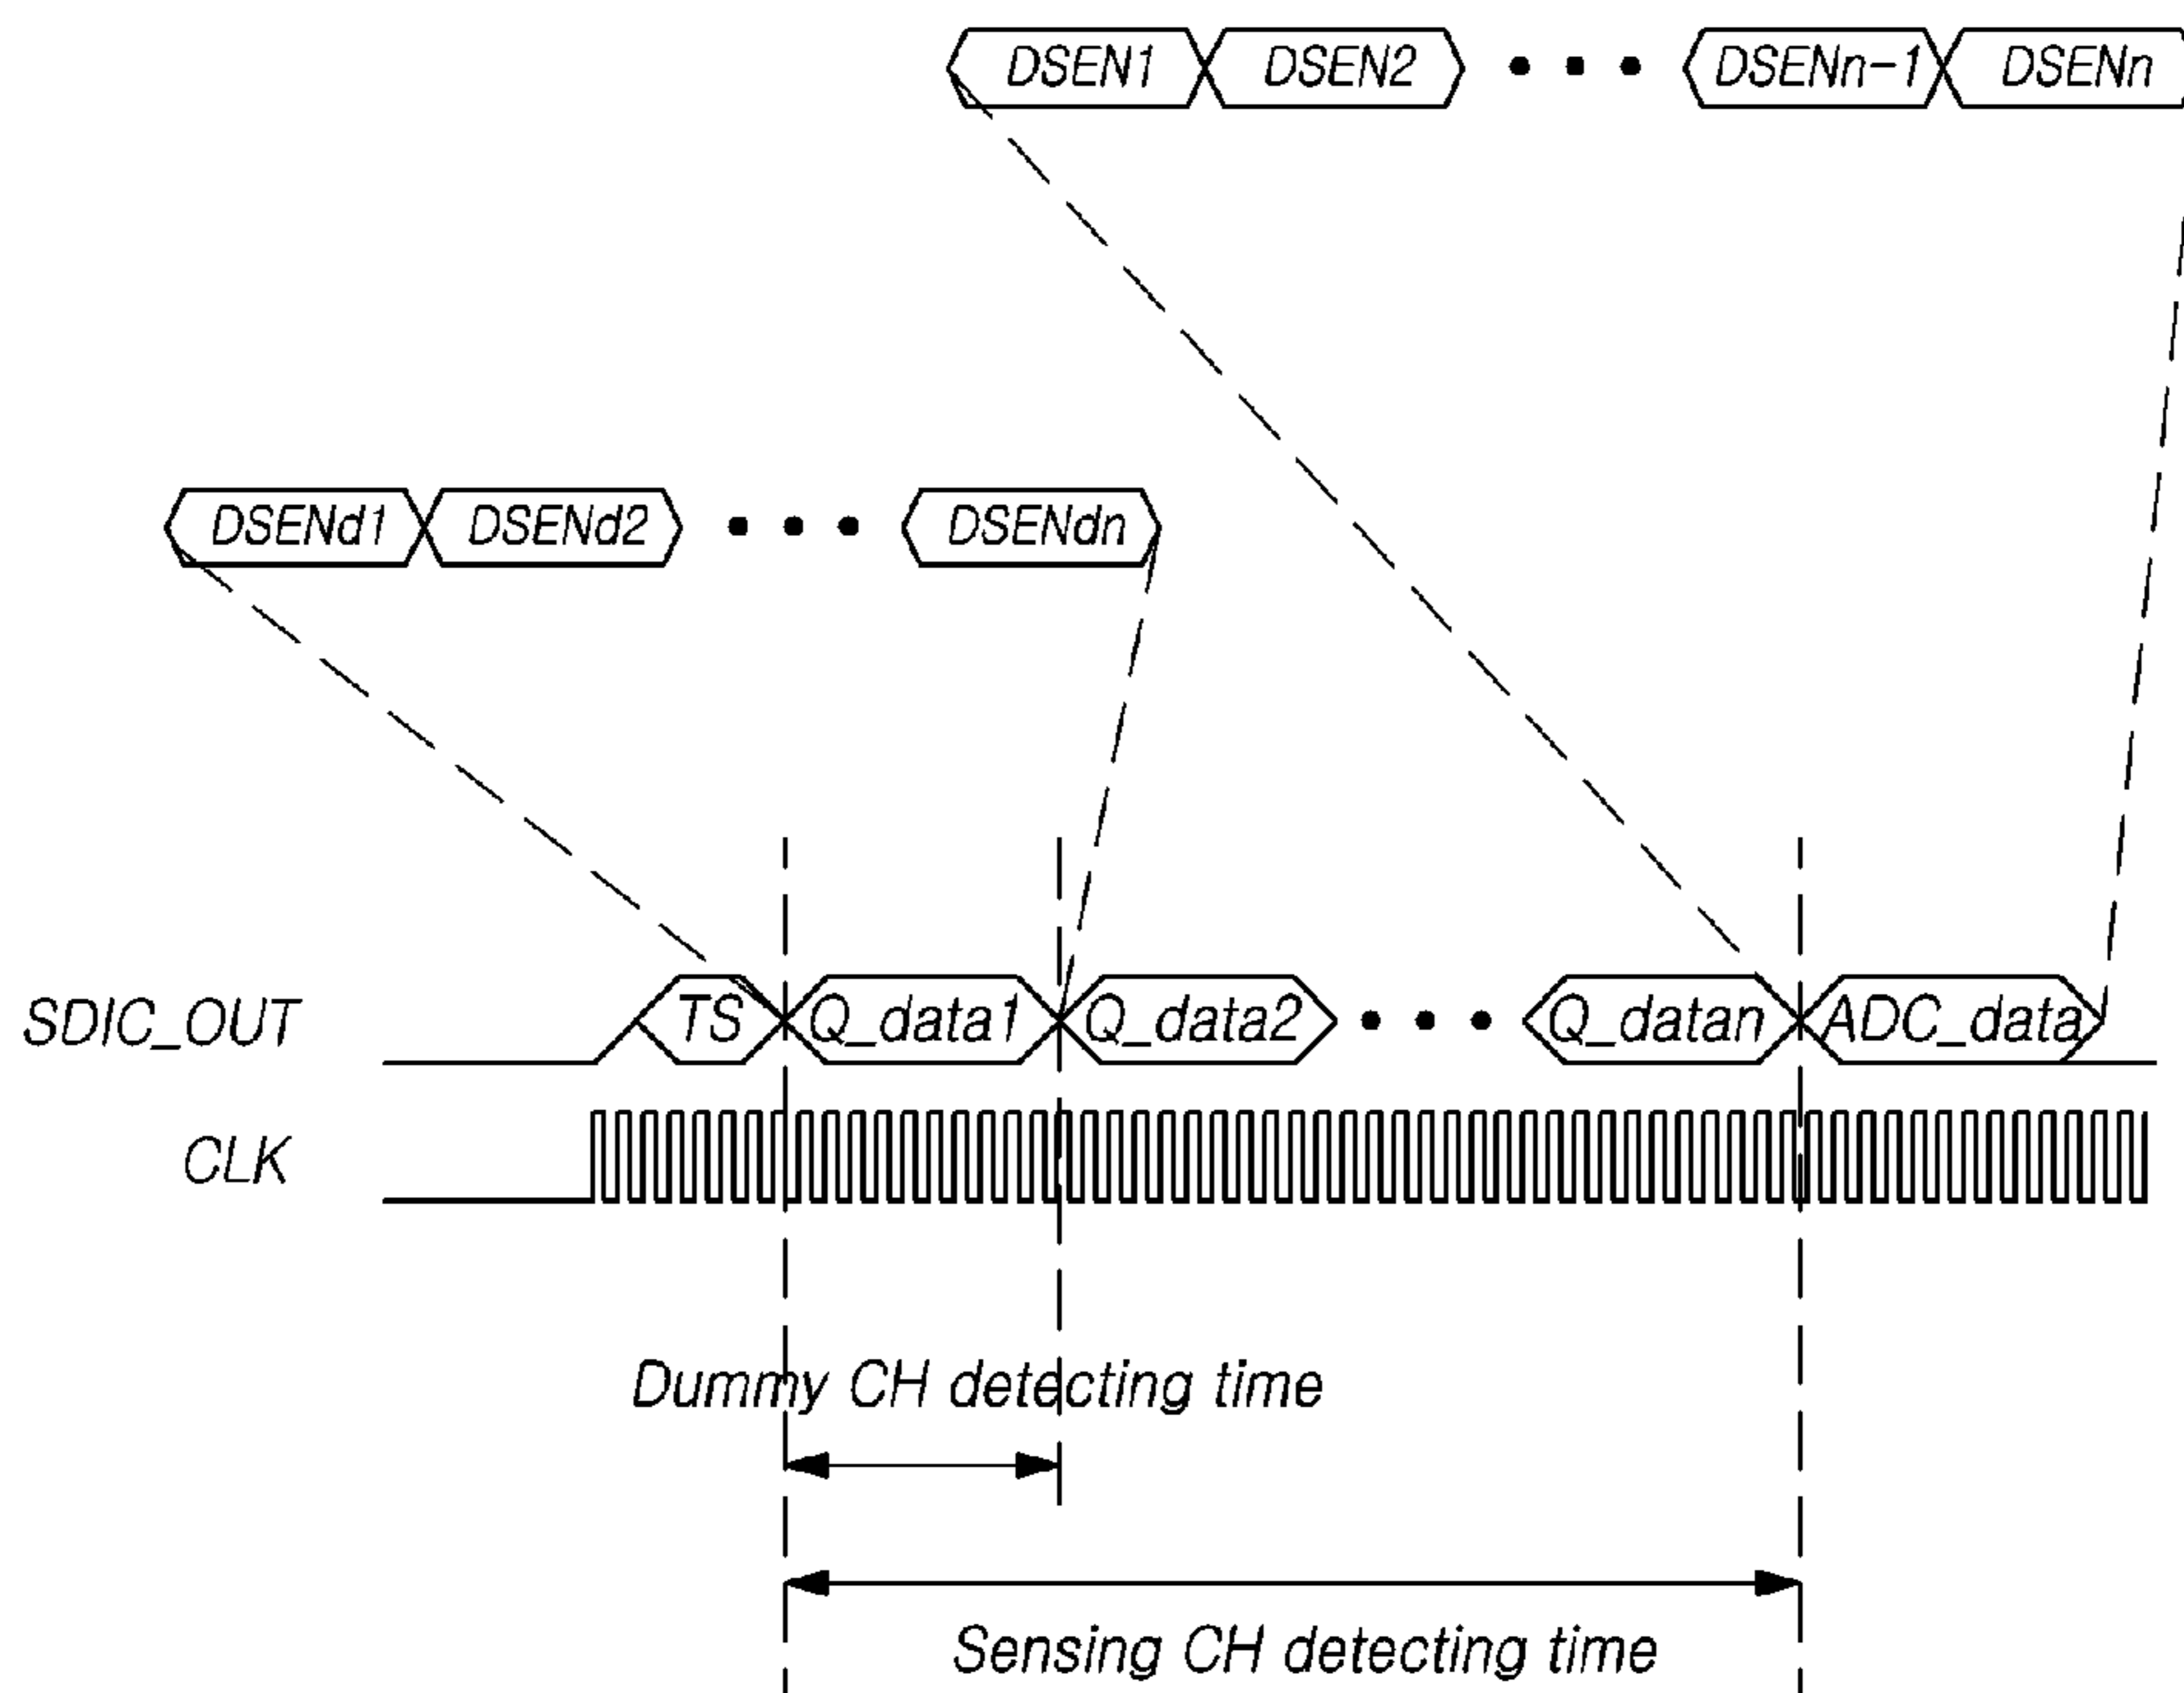 DSEN1 DSEN2 DSENn-1 DSENn
DSENd1 DSENd2 DSENdn
SDIC_OUT TS Q_data1 Q_data2 Q_datan ADC_data
CLK
Dummy CH detecting time
Sensing CH detecting time